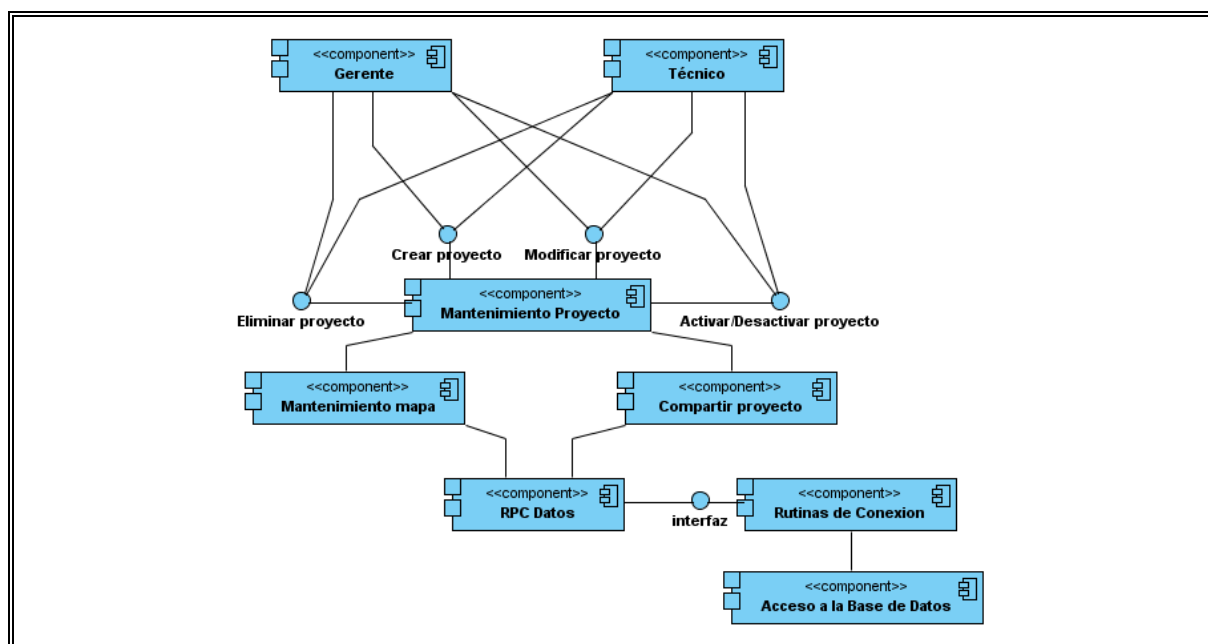 <<component>>
Gerente
<<component>>
Técnico
Crear proyecto
Modificar proyecto
<<component>>
Mantenimiento Proyecto
Eliminar proyecto
Activar/Desactivar proyecto
<<component>>
Mantenimiento mapa
<<component>>
Compartir proyecto
<<component>>
RPC Datos
interfaz
<<component>>
Rutinas de Conexion
<<component>>
Acceso a la Base de Datos